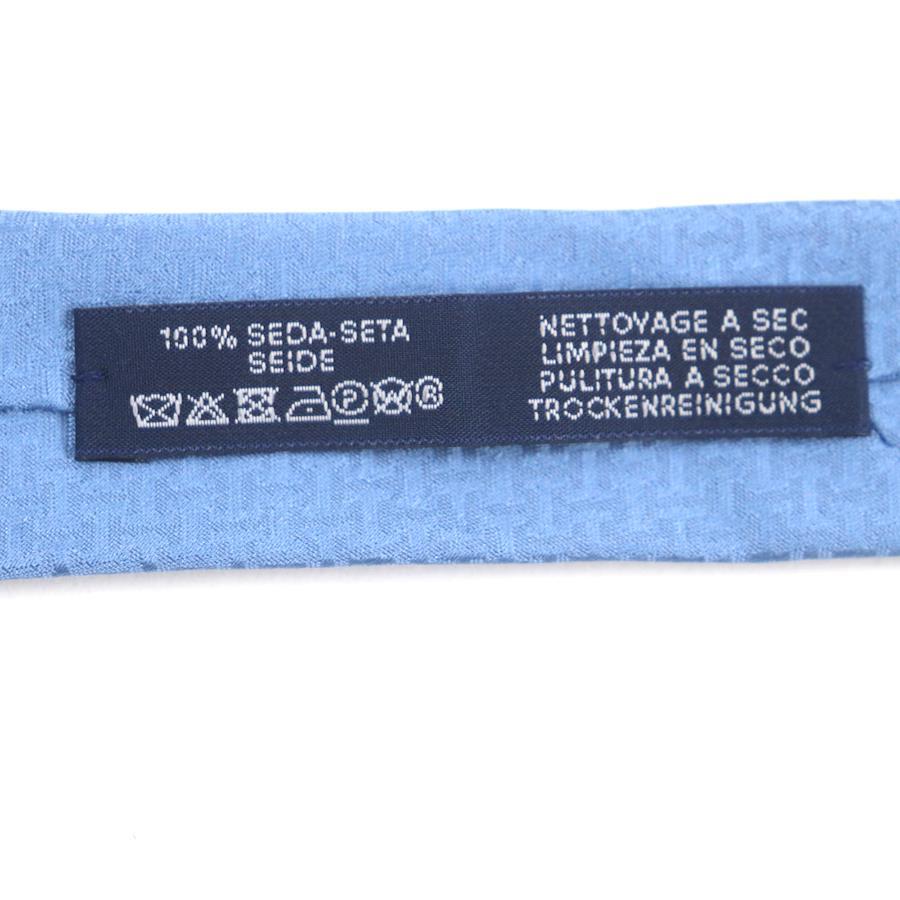 100% SEDA-SETA
SEIDE
P W ®
NETTOYAGE A SEC
LIMPIEZA EN SECO
PULITURA A SECCO
TROCKENREINIGUNG